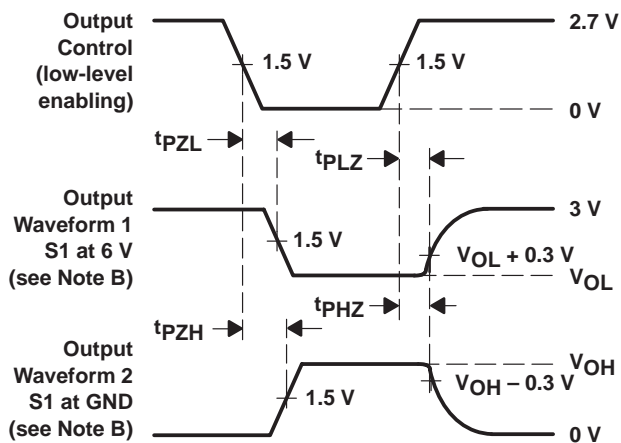 Output
Control
(low-level
enabling)
1.5 V
1.5 V
2.7 V
0 V
tPZL
tPLZ
Output
Waveform 1
S1 at 6 V
(see Note B)
1.5 V
3 V
VOL + 0.3 V
VOL
tPHZ
tPZH
Output
Waveform 2
S1 at GND
(see Note B)
1.5 V
VOH
VOH – 0.3 V
0 V